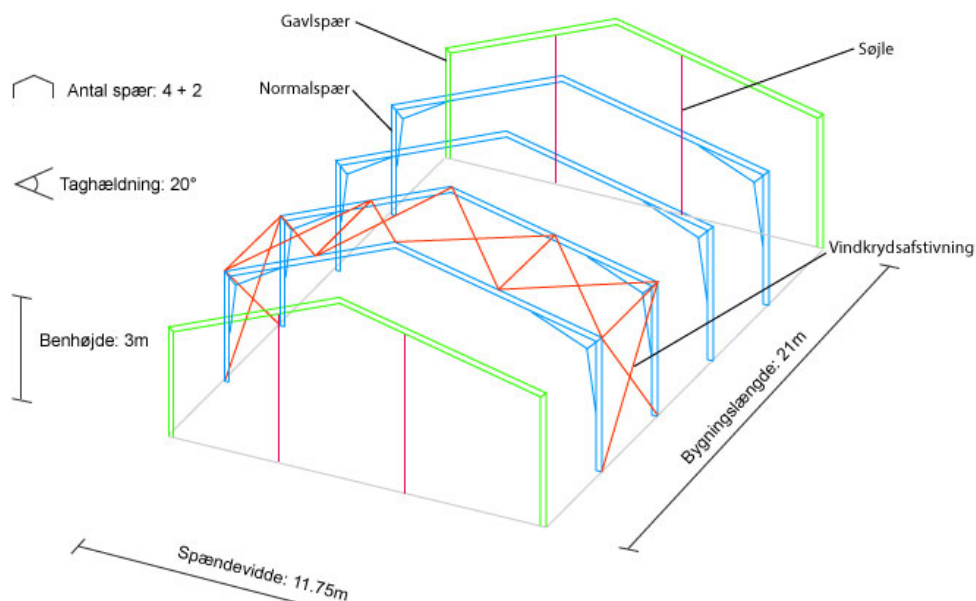 Gavlspær
Søjle
Antal spær: 4 + 2
Normalspær
Taghældning: 20°
Vindkrydsafstivning
Benhøjde: 3m
Bygningslængde: 21m
Spændevidde: 11.75m